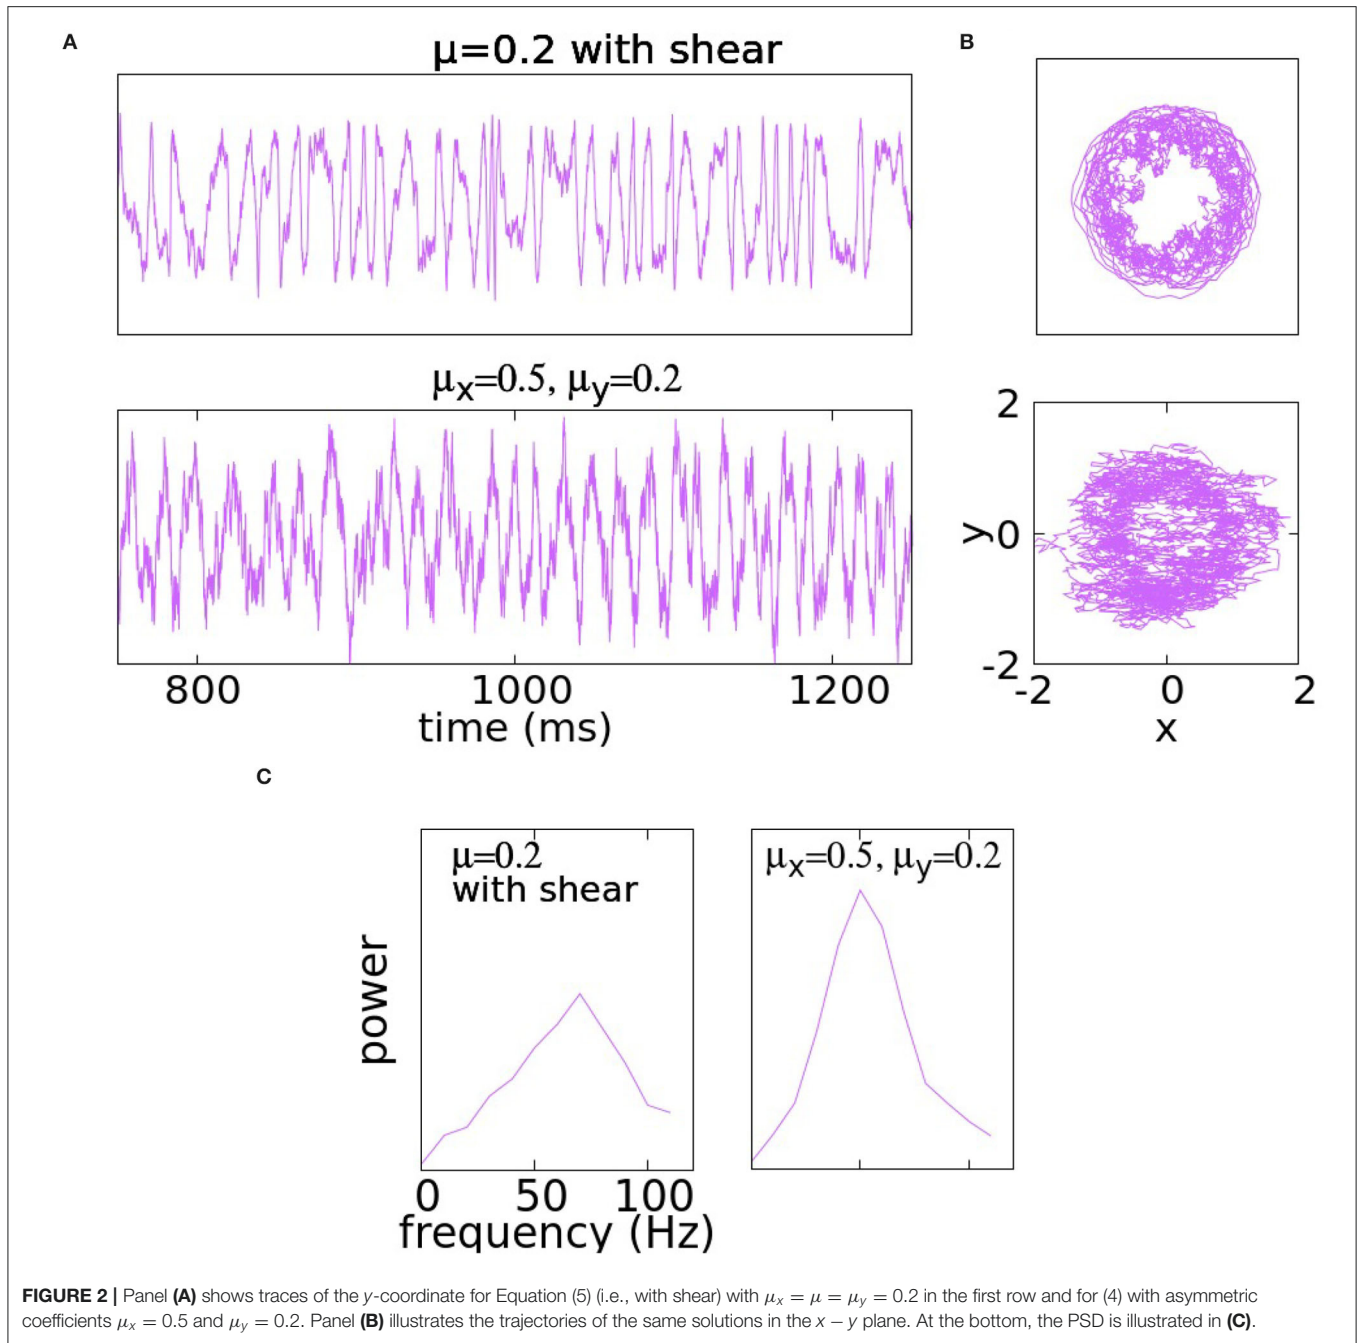 A
μ=0.2 with shear
B
μx=0.5, μy=0.2
800
1000
1200
time (ms)
2
0
-2
y
-2
0
2
x
C
μ=0.2
with shear
μx=0.5, μy=0.2
power
0
50
100
frequency (Hz)
FIGURE 2 | Panel (A) shows traces of the y-coordinate for Equation (5) (i.e., with shear) with μx = μ = μy = 0.2 in the first row and for (4) with asymmetric
coefficients μx = 0.5 and μy = 0.2. Panel (B) illustrates the trajectories of the same solutions in the x − y plane. At the bottom, the PSD is illustrated in (C).